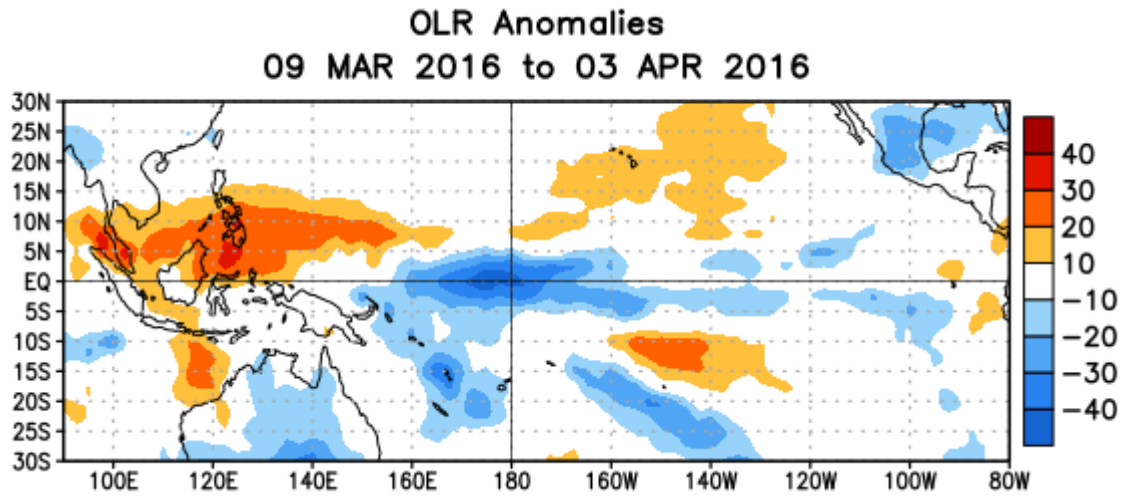 OLR Anomalies
09 MAR 2016 to 03 APR 2016
30N
25N
20N
15N
10N
5N
EQ
5S
10S
15S
20S
25S
30S
100E 120E 140E 160E 180 160W 140W 120W 100W 80W
40
30
20
10
-10
-20
-30
-40